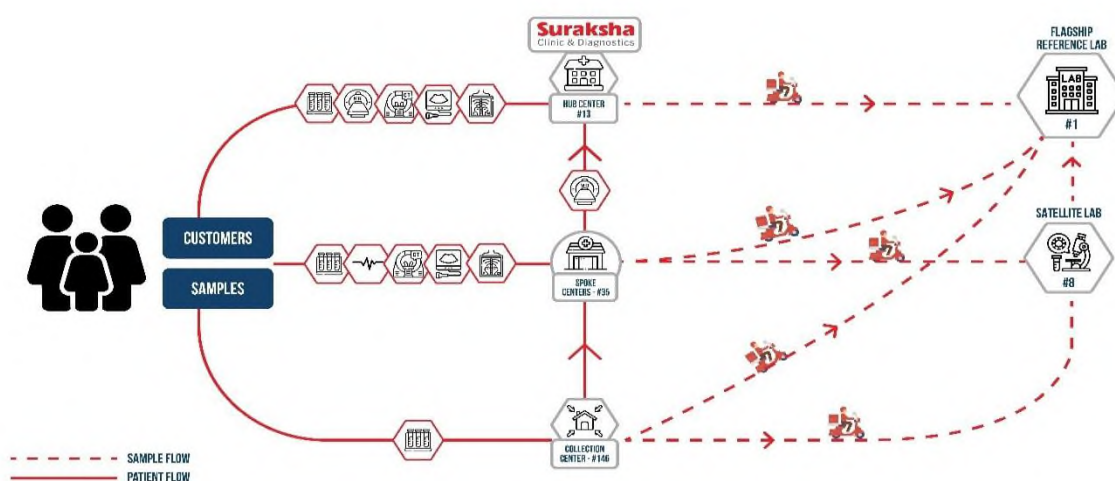 Suraksha
Clinic & Diagnostics
FLAGSHIP
REFERENCE LAB
LAB
#1
HUB CENTER
#13
CUSTOMERS
SAMPLES
SPOKE
CENTERS - #35
SATELLITE LAB
#8
COLLECTION
CENTER - #146
SAMPLE FLOW
PATIENT FLOW